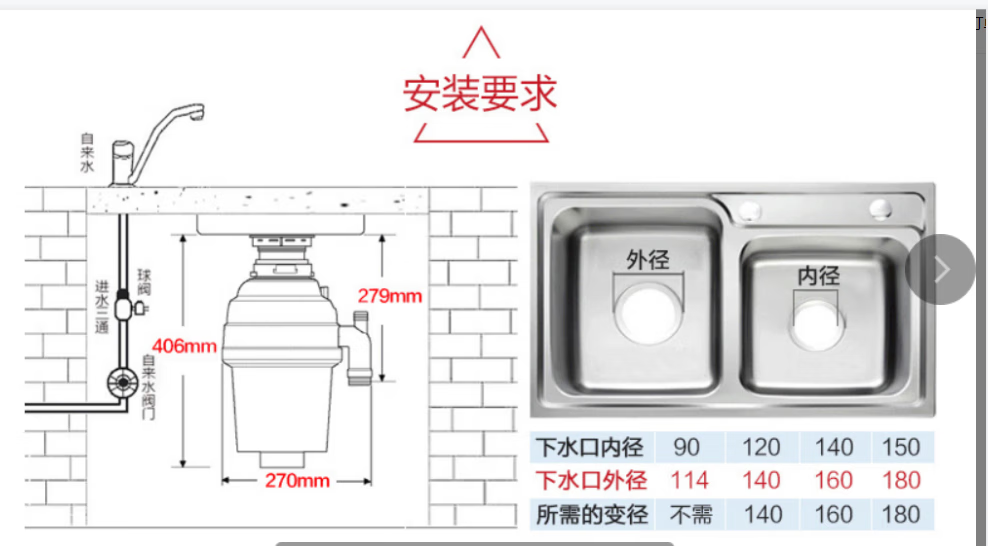 安装要求
自来水
球阀
进水三通
自来水阀门
406mm
279mm
270mm
外径
内径
下水口内径 90 120 140 150
下水口外径 114 140 160 180
所需的变径 不需 140 160 180